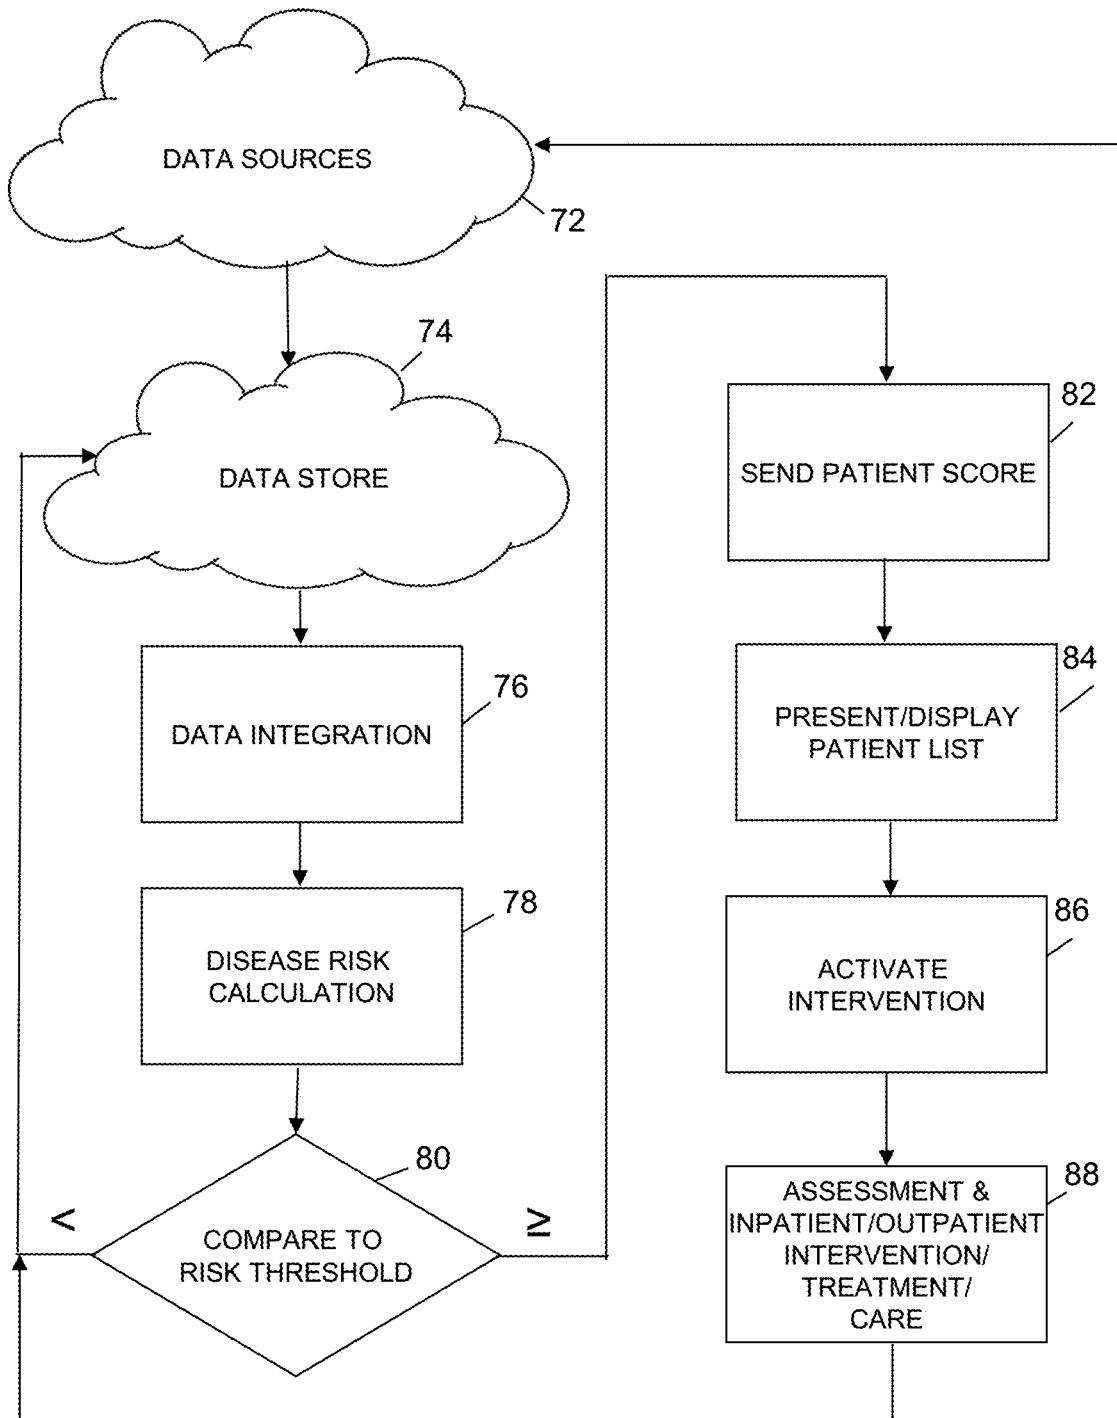 DATA SOURCES
72
74
DATA STORE
76
DATA INTEGRATION
78
DISEASE RISK
CALCULATION
80
<
≥
COMPARE TO
RISK THRESHOLD
82
SEND PATIENT SCORE
84
PRESENT/DISPLAY
PATIENT LIST
86
ACTIVATE
INTERVENTION
88
ASSESSMENT &
INPATIENT/OUTPATIENT
INTERVENTION/
TREATMENT/
CARE